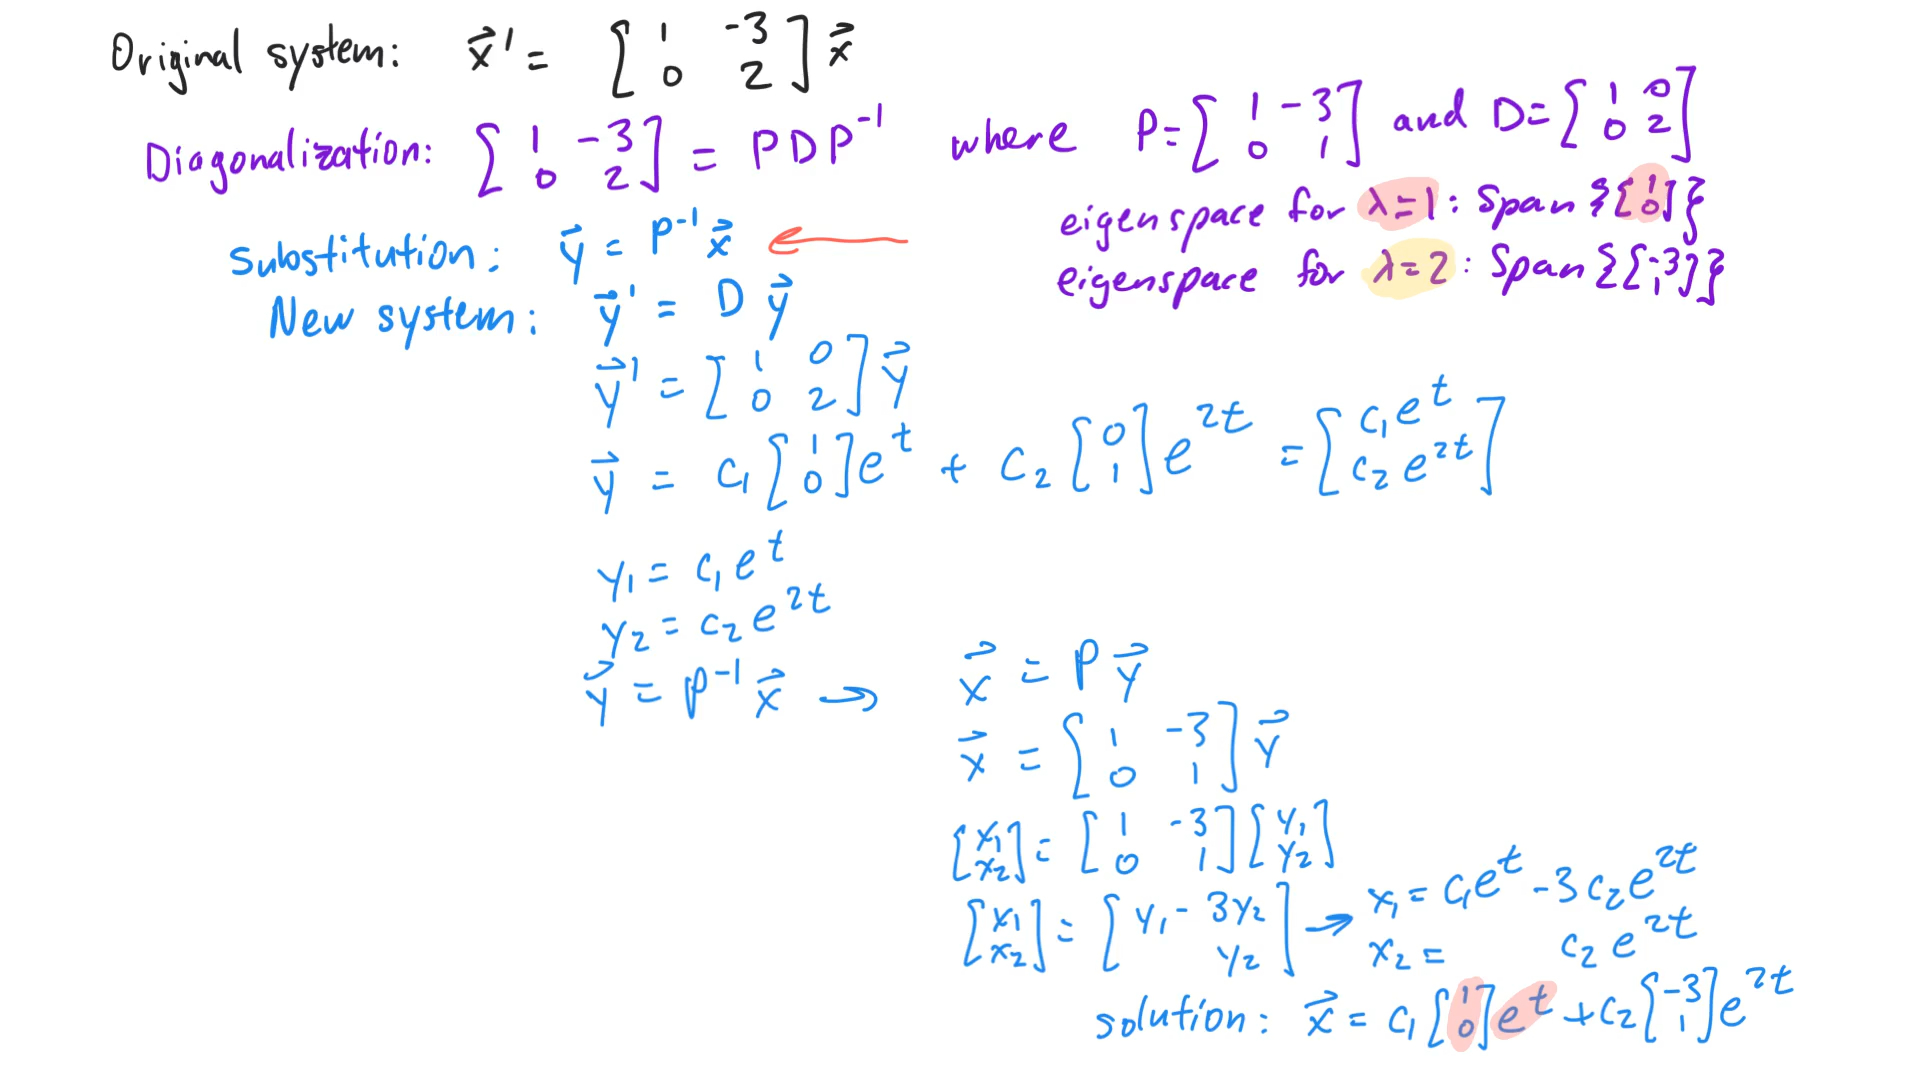 Original system: x⃗' = [1 -3; 0 2] x⃗
Diagonalization: [1 -3; 0 2] = PDP⁻¹ where P = [1 -3; 0 1] and D = [1 0; 0 2]
eigenspace for λ=1: Span {[1; 0]}
eigenspace for λ=2: Span {[-3; 1]}
Substitution: y⃗ = P⁻¹ x⃗
New system: y⃗' = D y⃗
y⃗' = [1 0; 0 2] y⃗
y⃗ = c₁ [1; 0] eᵗ + c₂ [0; 1] e²ᵗ = [c₁eᵗ; c₂e²ᵗ]
y₁ = c₁eᵗ
y₂ = c₂e²ᵗ
y⃗ = P⁻¹ x⃗ → x⃗ = P y⃗
x⃗ = [1 -3; 0 1] y⃗
[x₁; x₂] = [1 -3; 0 1] [y₁; y₂]
[x₁; x₂] = [y₁ - 3y₂; y₂] → x₁ = c₁eᵗ - 3c₂e²ᵗ
x₂ = c₂e²ᵗ
solution: x⃗ = c₁ [1; 0] eᵗ + c₂ [-3; 1] e²ᵗ